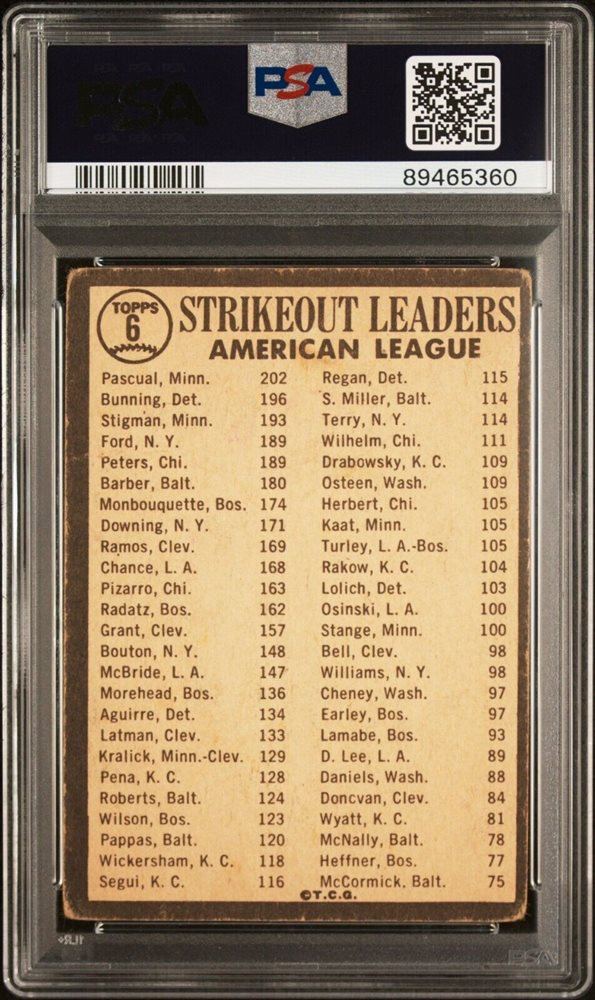 PSA
PSA
89465360
TOPPS
6
STRIKEOUT LEADERS
AMERICAN LEAGUE
Pascual, Minn. 202
Bunning, Det. 196
Stigman, Minn. 193
Ford, N. Y. 189
Peters, Chi. 189
Barber, Balt. 180
Monbouquette, Bos. 174
Downing, N. Y. 171
Ramos, Clev. 169
Chance, L. A. 168
Pizarro, Chi. 163
Radatz, Bos. 162
Grant, Clev. 157
Bouton, N. Y. 148
McBride, L. A. 147
Morehead, Bos. 136
Aguirre, Det. 134
Latman, Clev. 133
Kralick, Minn.-Clev. 129
Pena, K. C. 128
Roberts, Balt. 124
Wilson, Bos. 123
Pappas, Balt. 120
Wickersham, K. C. 118
Segui, K. C. 116
Regan, Det. 115
S. Miller, Balt. 114
Terry, N. Y. 114
Wilhelm, Chi. 111
Drabowsky, K. C. 109
Osteen, Wash. 109
Herbert, Chi. 105
Kaat, Minn. 105
Turley, L. A.-Bos. 105
Rakow, K. C. 104
Lolich, Det. 103
Osinski, L. A. 100
Stange, Minn. 100
Bell, Clev. 98
Williams, N. Y. 98
Cheney, Wash. 97
Earley, Bos. 97
Lamabe, Bos. 93
D. Lee, L. A. 89
Daniels, Wash. 88
Doncvan, Clev. 84
Wyatt, K. C. 81
McNally, Balt. 78
Heffner, Bos. 77
McCormick, Balt. 75
©T.C.G.
PSA